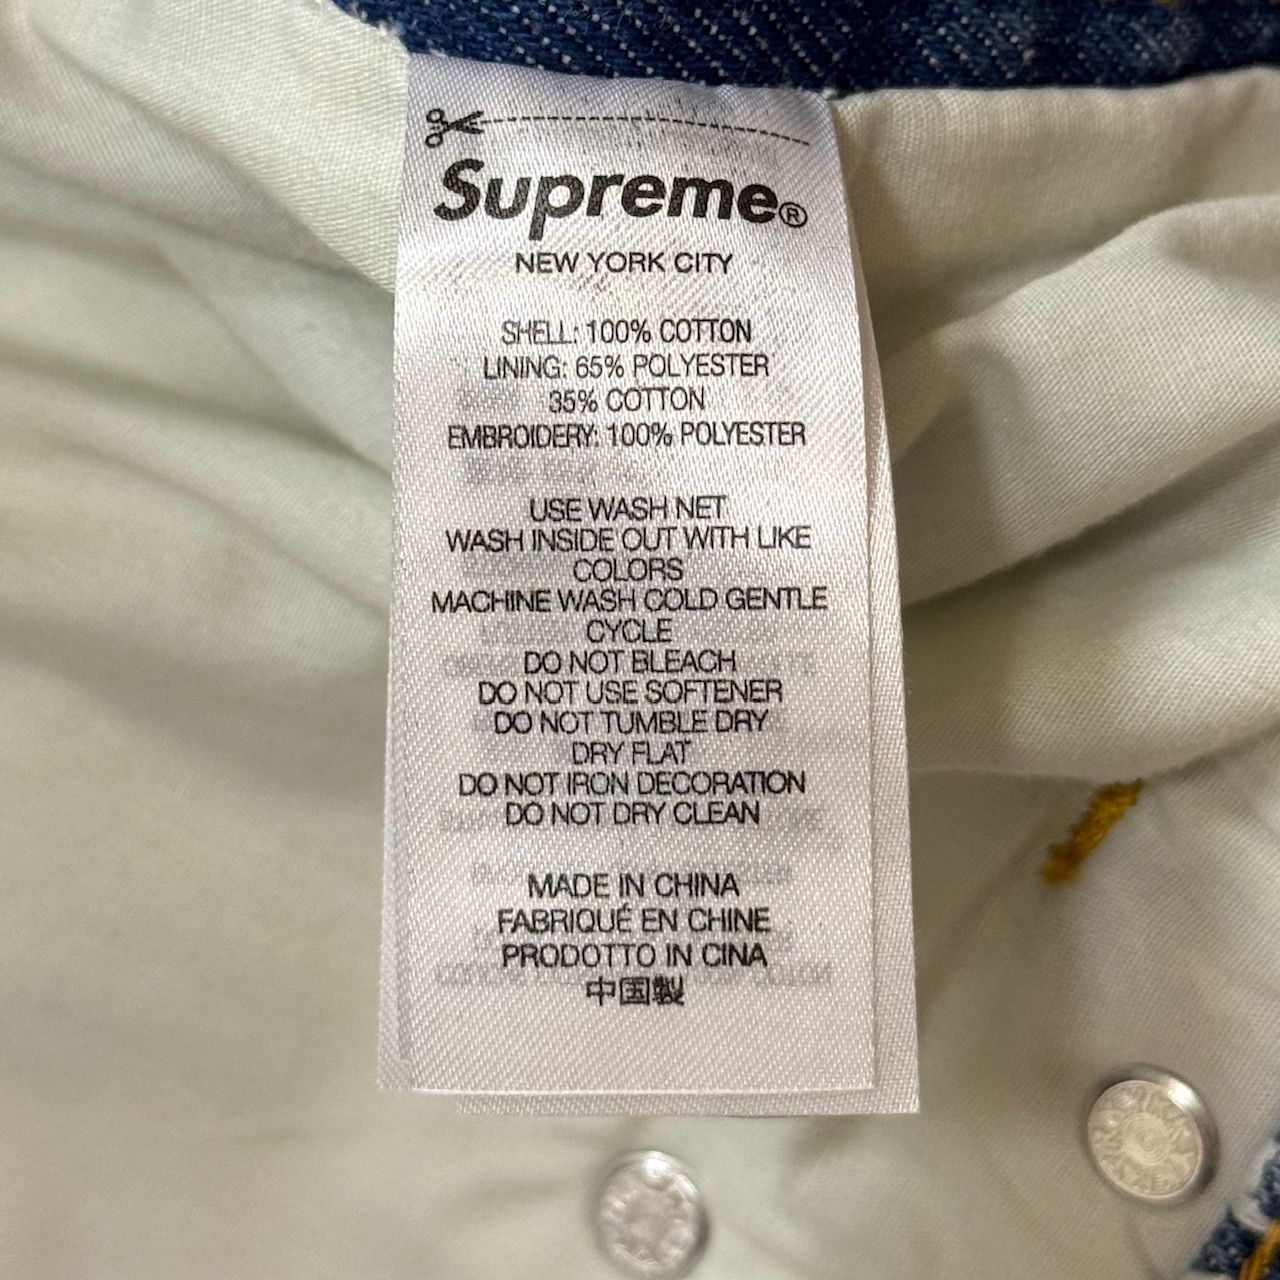 Supreme®
NEW YORK CITY
SHELL: 100% COTTON
LINING: 65% POLYESTER
35% COTTON
EMBROIDERY: 100% POLYESTER
USE WASH NET
WASH INSIDE OUT WITH LIKE
COLORS
MACHINE WASH COLD GENTLE
CYCLE
DO NOT BLEACH
DO NOT USE SOFTENER
DO NOT TUMBLE DRY
DRY FLAT
DO NOT IRON DECORATION
DO NOT DRY CLEAN
MADE IN CHINA
FABRIQUÉ EN CHINE
PRODOTTO IN CINA
中国製